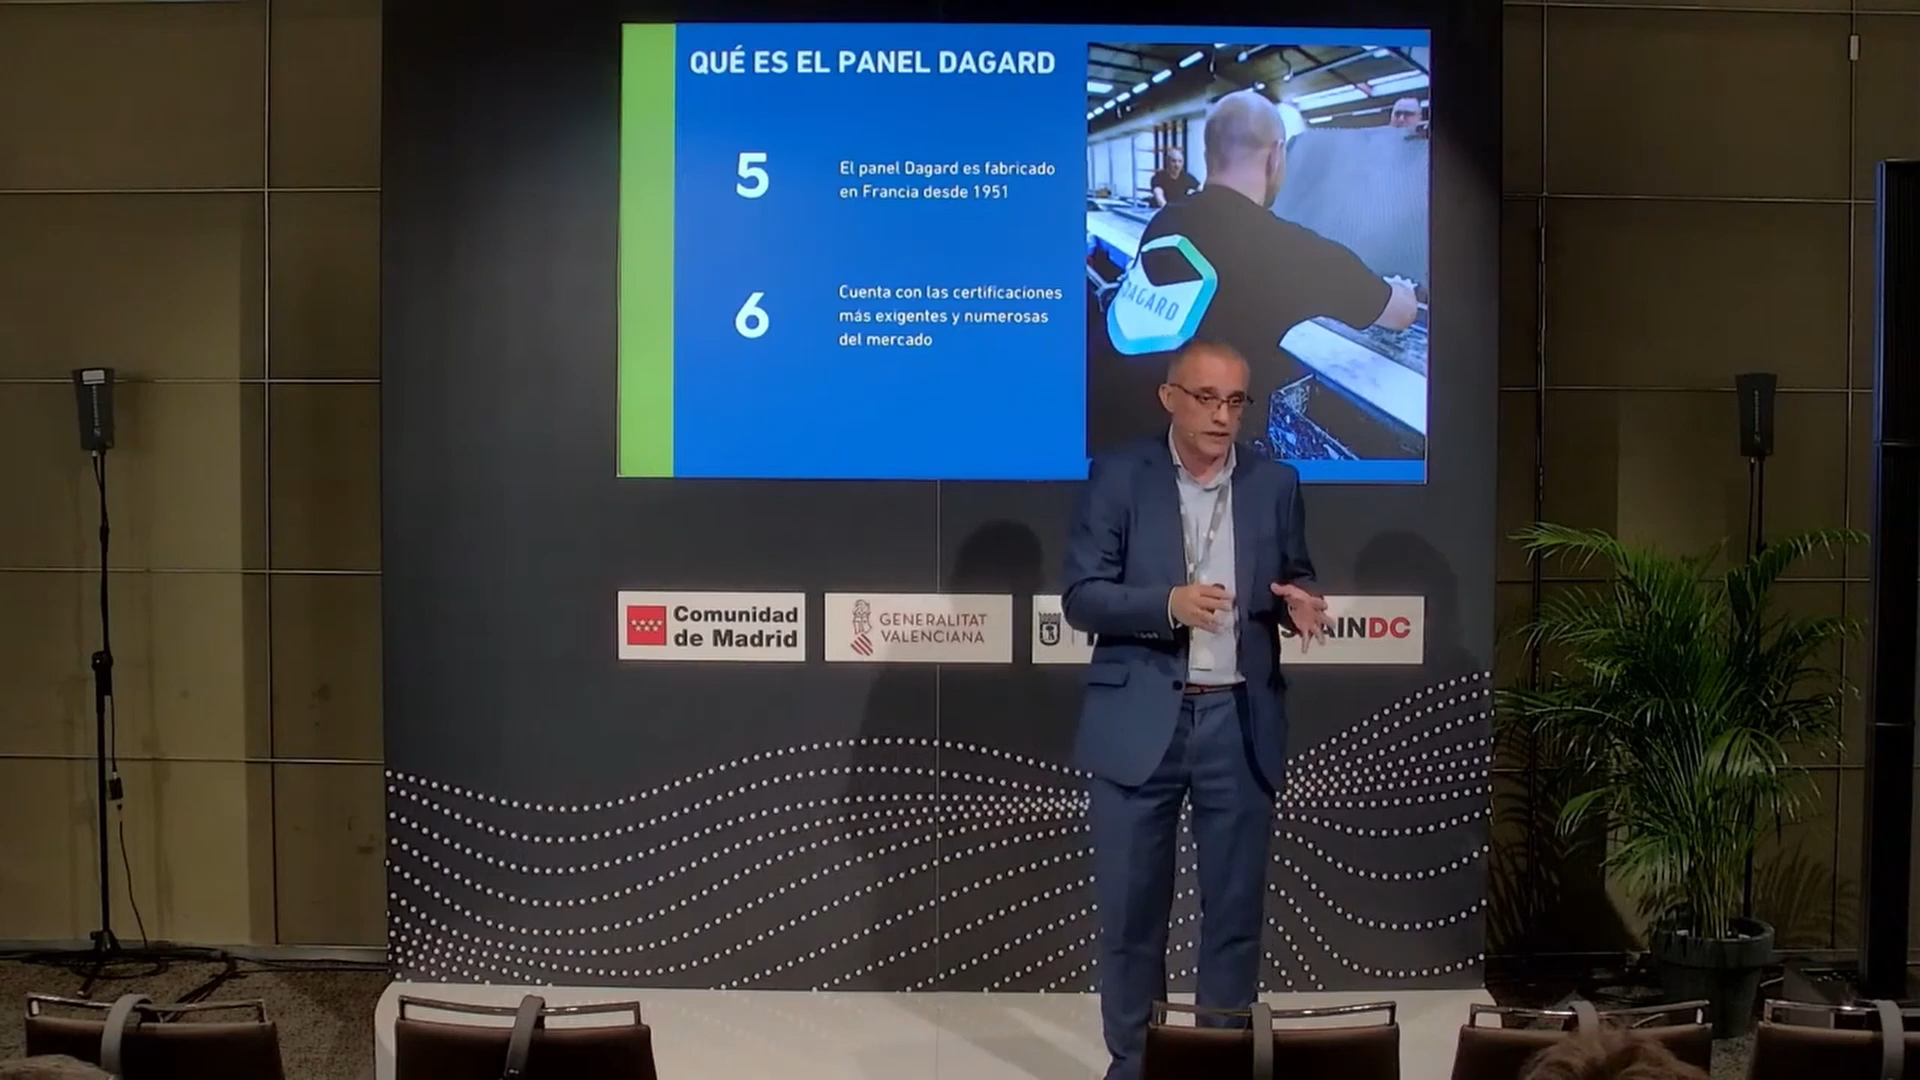 QUÉ ES EL PANEL DAGARD
5
El panel Dagard es fabricado
en Francia desde 1951
6
Cuenta con las certificaciones
más exigentes y numerosas
del mercado
DAGARD
Comunidad
de Madrid
GENERALITAT
VALENCIANA